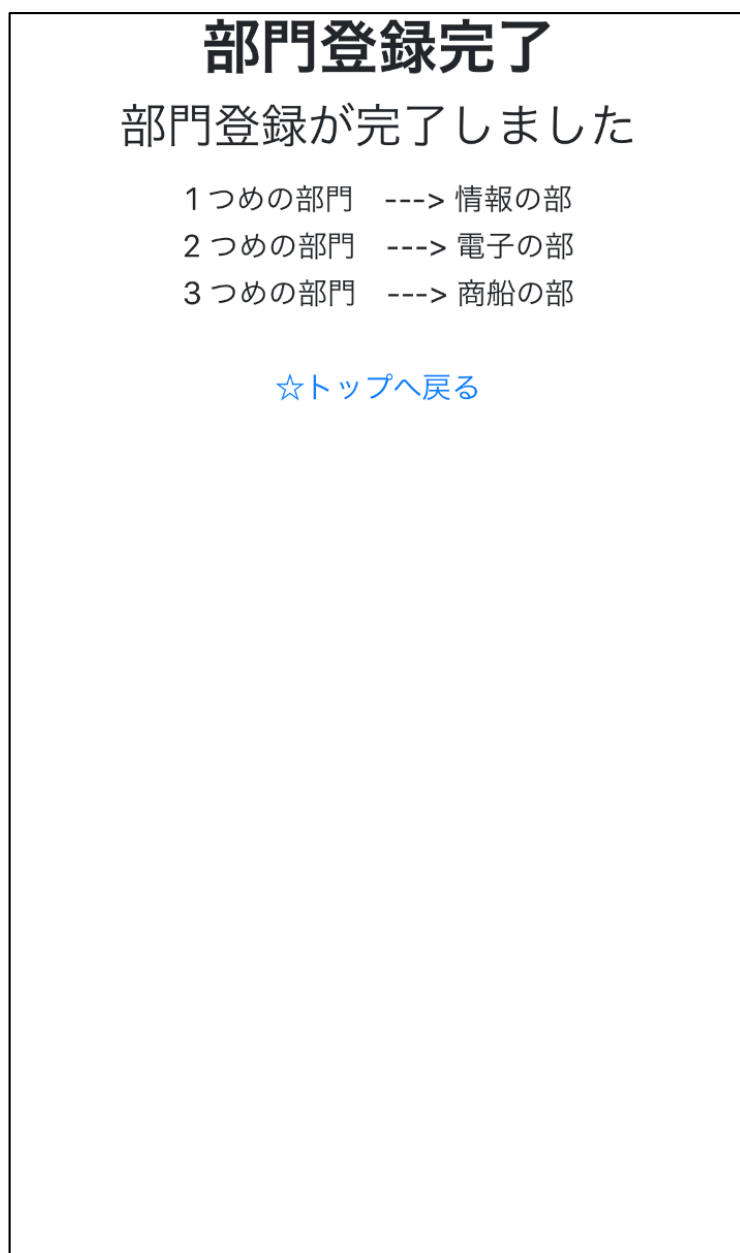 部門登録完了
部門登録が完了しました
1 つめの部門　---> 情報の部
2 つめの部門　---> 電子の部
3 つめの部門　---> 商船の部
☆トップへ戻る